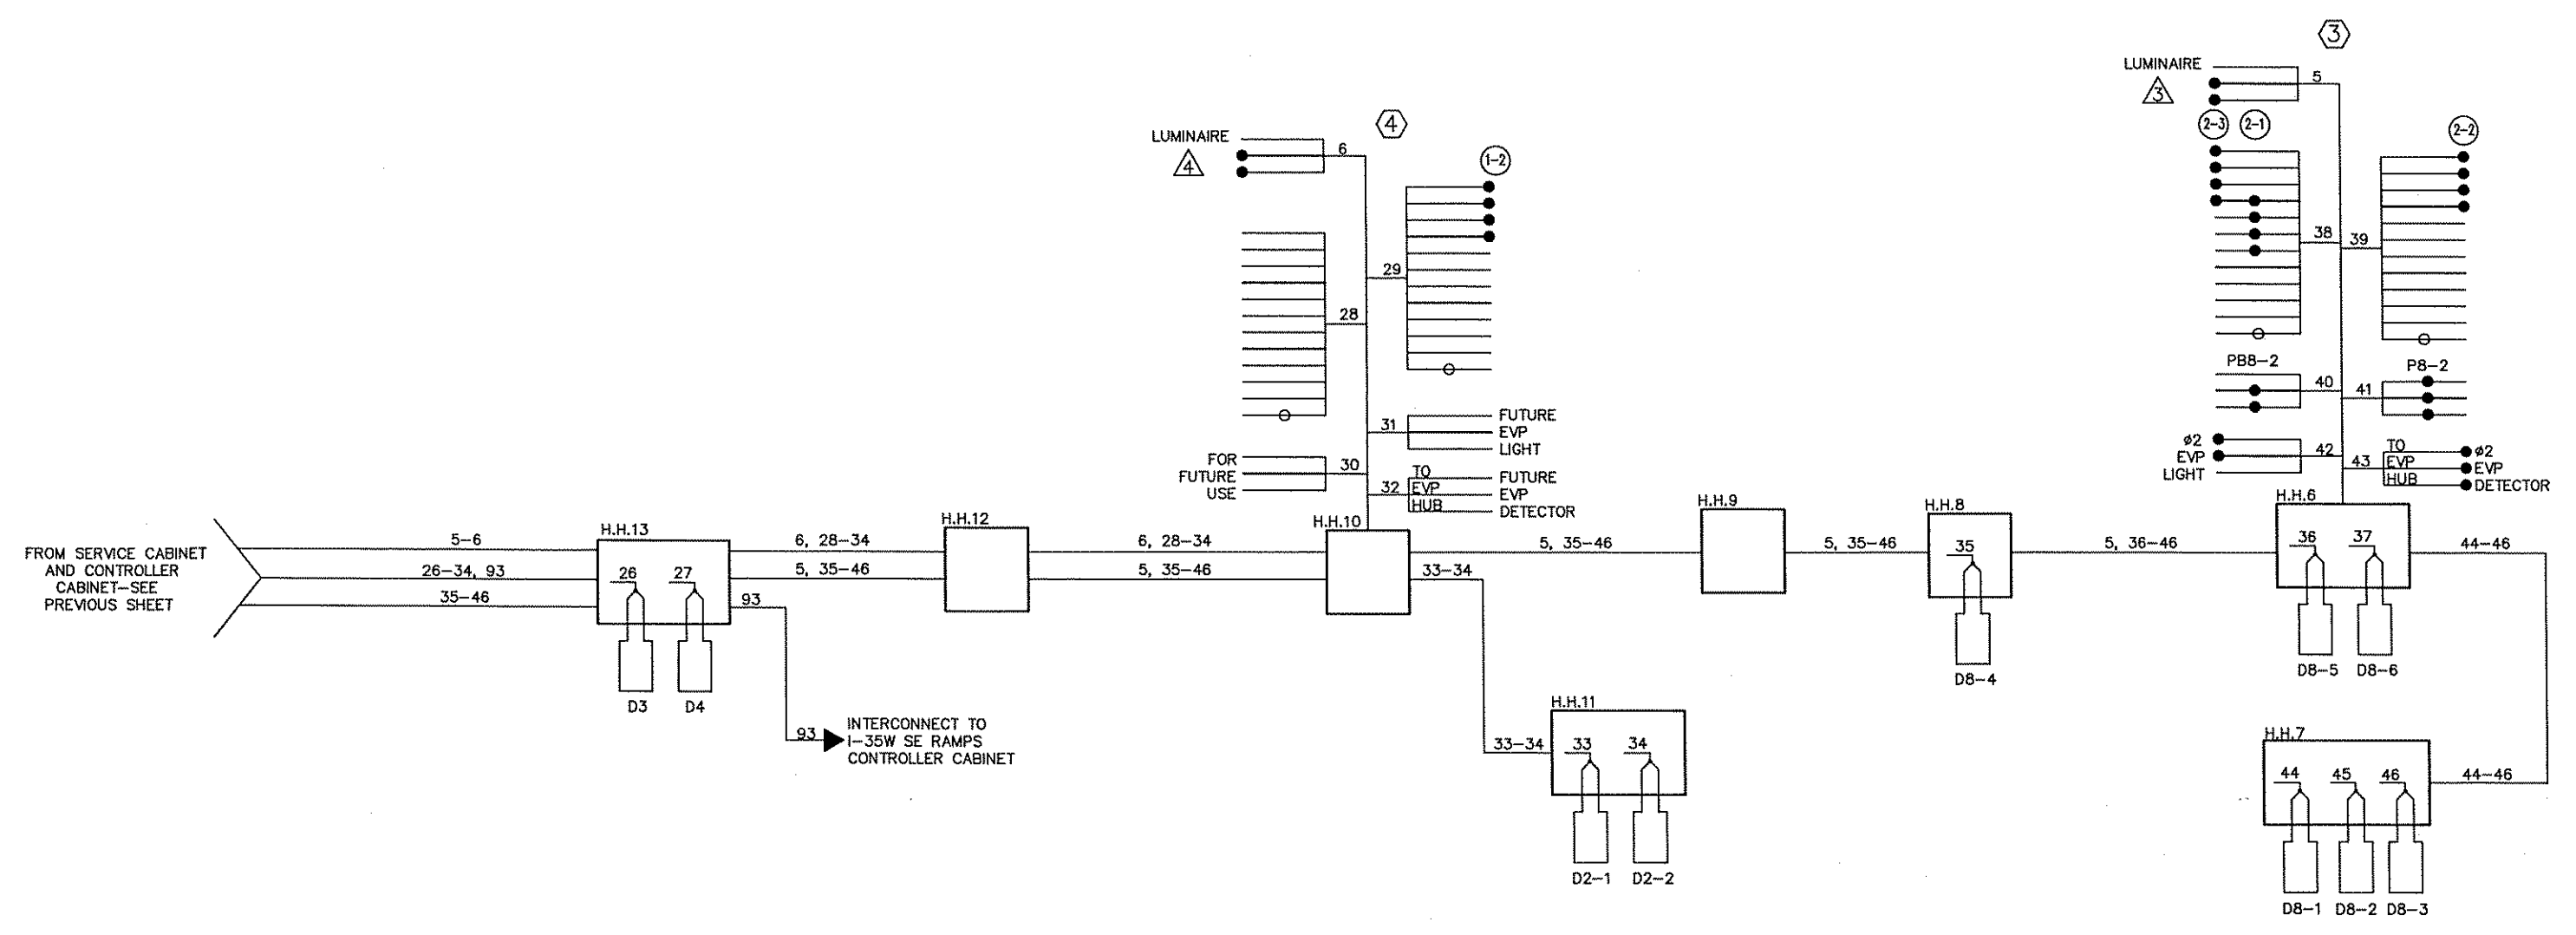 3
LUMINAIRE
3
5
2-3
2-1
2-2
38
39
PB8-2
P8-2
40
41
ø2
EVP
LIGHT
42
43
TO
EVP
HUB
ø2
EVP
DETECTOR
4
LUMINAIRE
4
6
1-2
29
28
31
FUTURE
EVP
LIGHT
FOR
FUTURE
USE
30
32
TO
EVP
HUB
FUTURE
EVP
DETECTOR
FROM SERVICE CABINET
AND CONTROLLER
CABINET-SEE
PREVIOUS SHEET
5-6
26-34, 93
35-46
H.H.13
26
27
D3
D4
93
93
INTERCONNECT TO
I-35W SE RAMPS
CONTROLLER CABINET
6, 28-34
5, 35-46
H.H.12
6, 28-34
5, 35-46
H.H.10
5, 35-46
33-34
33-34
H.H.11
33
34
D2-1
D2-2
H.H.9
5, 35-46
H.H.8
35
D8-4
5, 36-46
H.H.6
36
37
D8-5
D8-6
44-46
44-46
H.H.7
44
45
46
D8-1
D8-2
D8-3